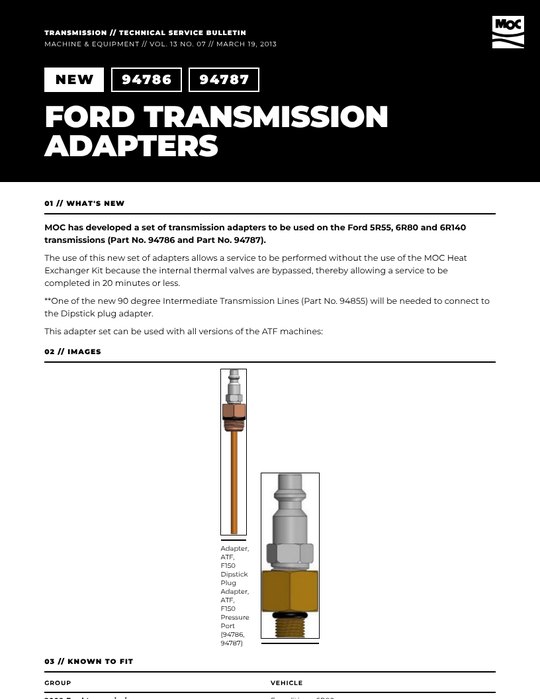 TRANSMISSION // TECHNICAL SERVICE BULLETIN
MACHINE & EQUIPMENT // VOL. 13 NO. 07 // MARCH 19, 2013
MOC
NEW 94786 94787
FORD TRANSMISSION
ADAPTERS
01 // WHAT'S NEW
MOC has developed a set of transmission adapters to be used on the Ford 5R55, 6R80 and 6R140
transmissions (Part No. 94786 and Part No. 94787).
The use of this new set of adapters allows a service to be performed without the use of the MOC Heat
Exchanger Kit because the internal thermal valves are bypassed, thereby allowing a service to be
completed in 20 minutes or less.
**One of the new 90 degree Intermediate Transmission Lines (Part No. 94855) will be needed to connect to
the Dipstick plug adapter.
This adapter set can be used with all versions of the ATF machines:
02 // IMAGES
Adapter,
ATF,
F150
Dipstick
Plug
Adapter,
ATF,
F150
Pressure
Port
(94786,
94787)
03 // KNOWN TO FIT
GROUP VEHICLE